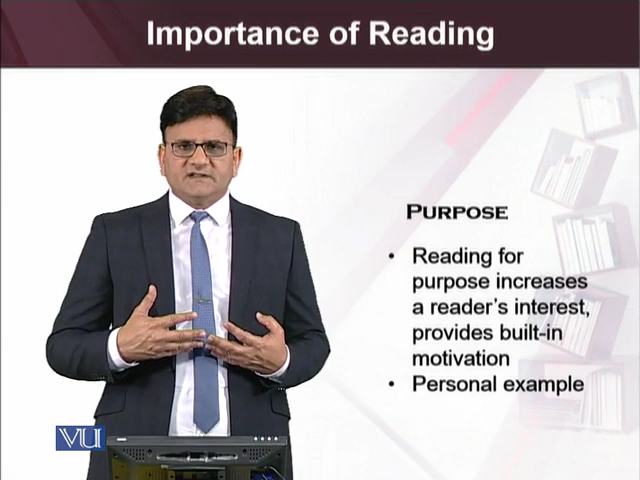 Importance of Reading
PURPOSE
• Reading for
purpose increases
a reader's interest,
provides built-in
motivation
• Personal example
VU